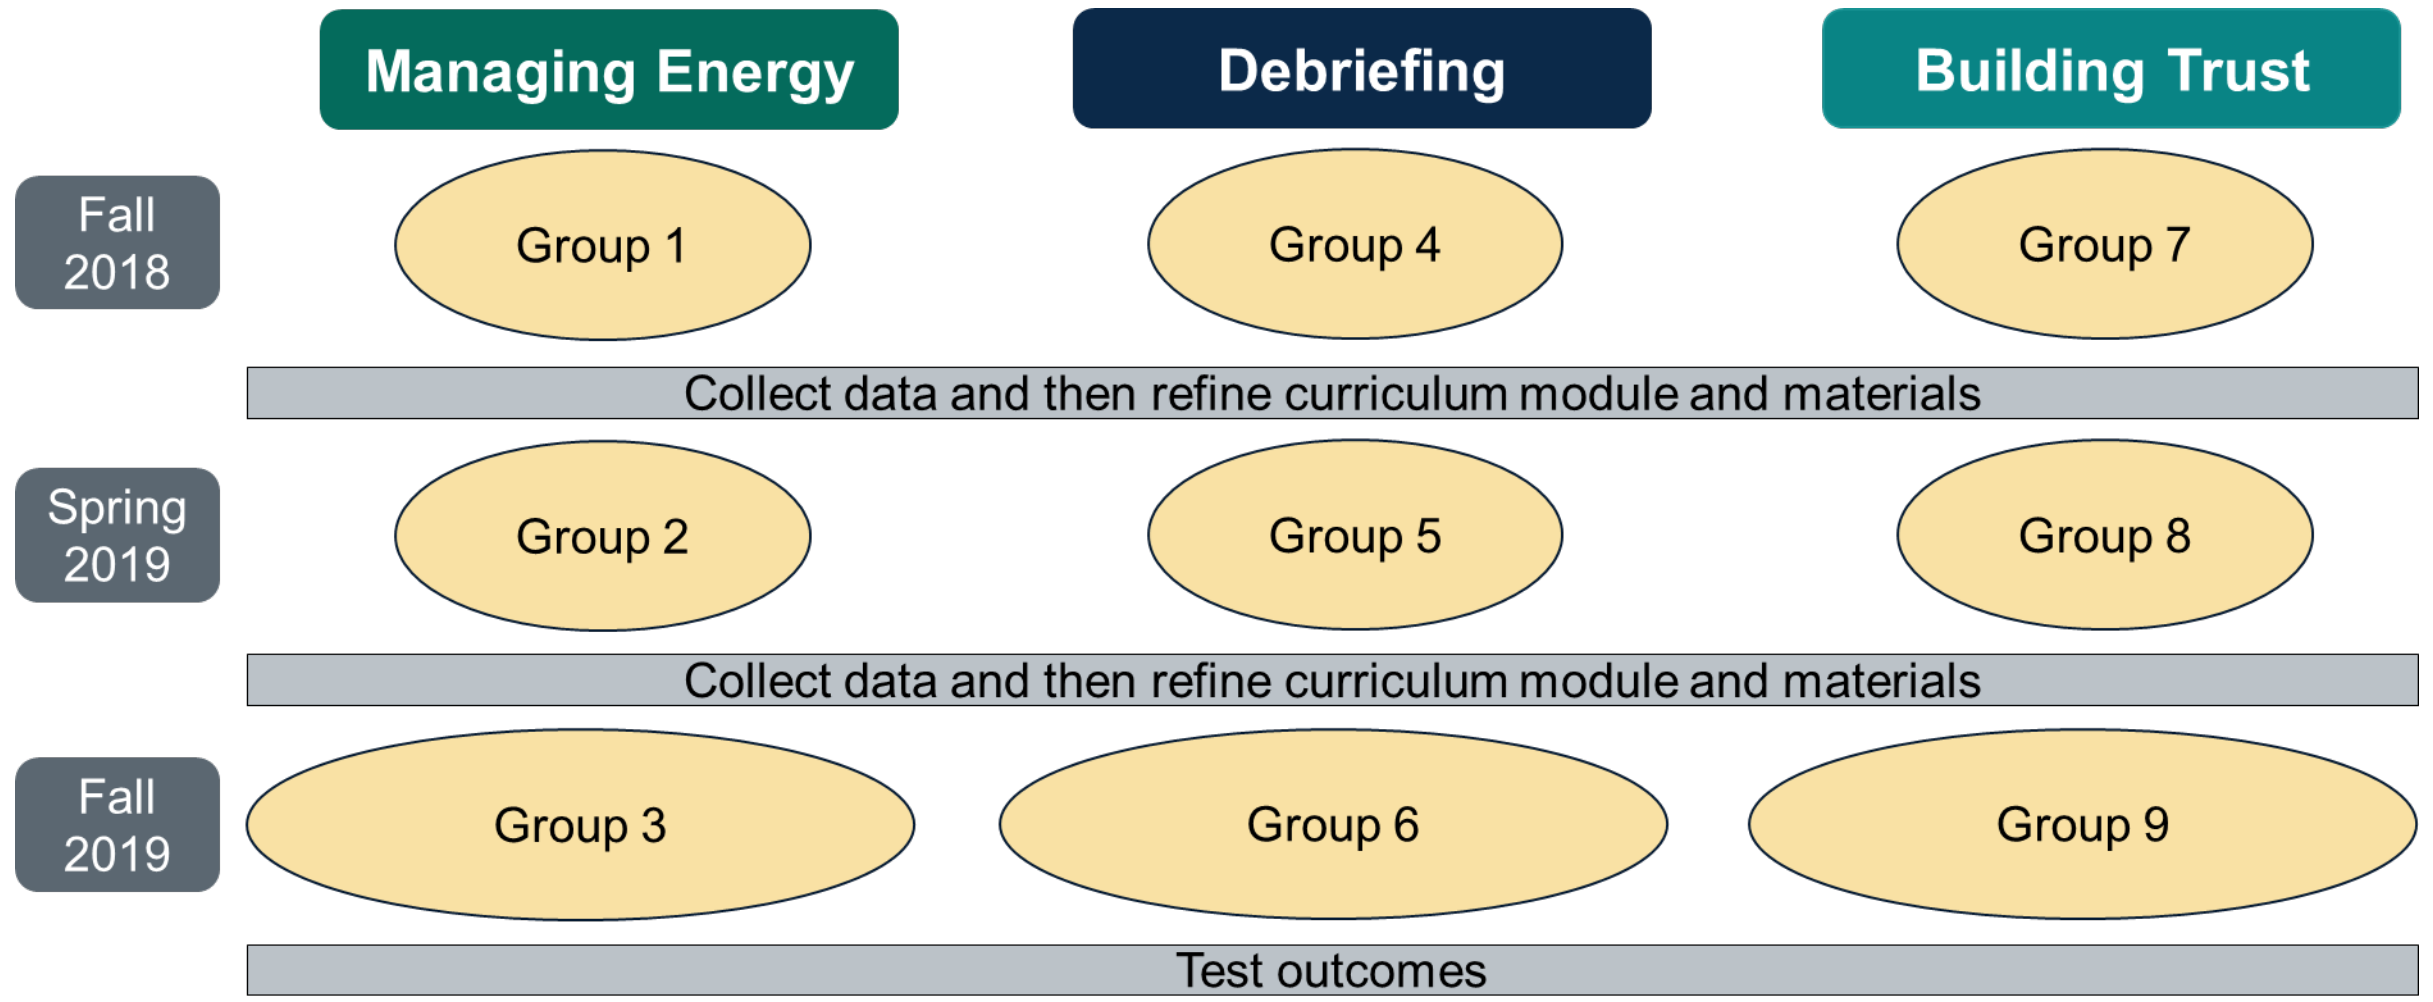 Managing Energy
Debriefing
Building Trust
Fall
2018
Group 1
Group 4
Group 7
Collect data and then refine curriculum module and materials
Spring
2019
Group 2
Group 5
Group 8
Collect data and then refine curriculum module and materials
Fall
2019
Group 3
Group 6
Group 9
Test outcomes